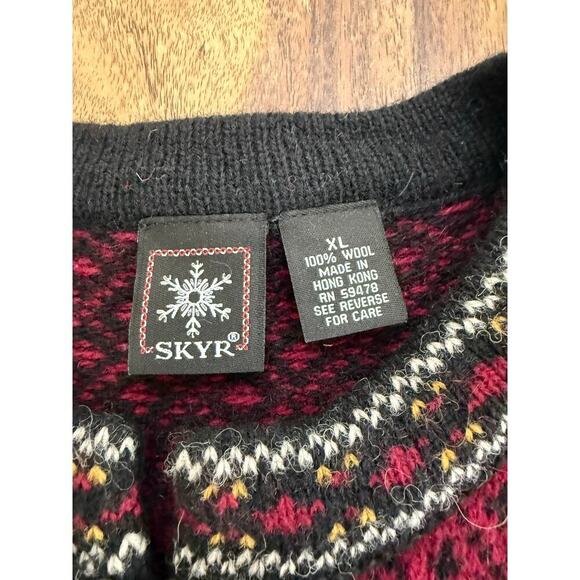 SKYR®
XL
100% WOOL
MADE IN
HONG KONG
RN 59478
SEE REVERSE
FOR CARE